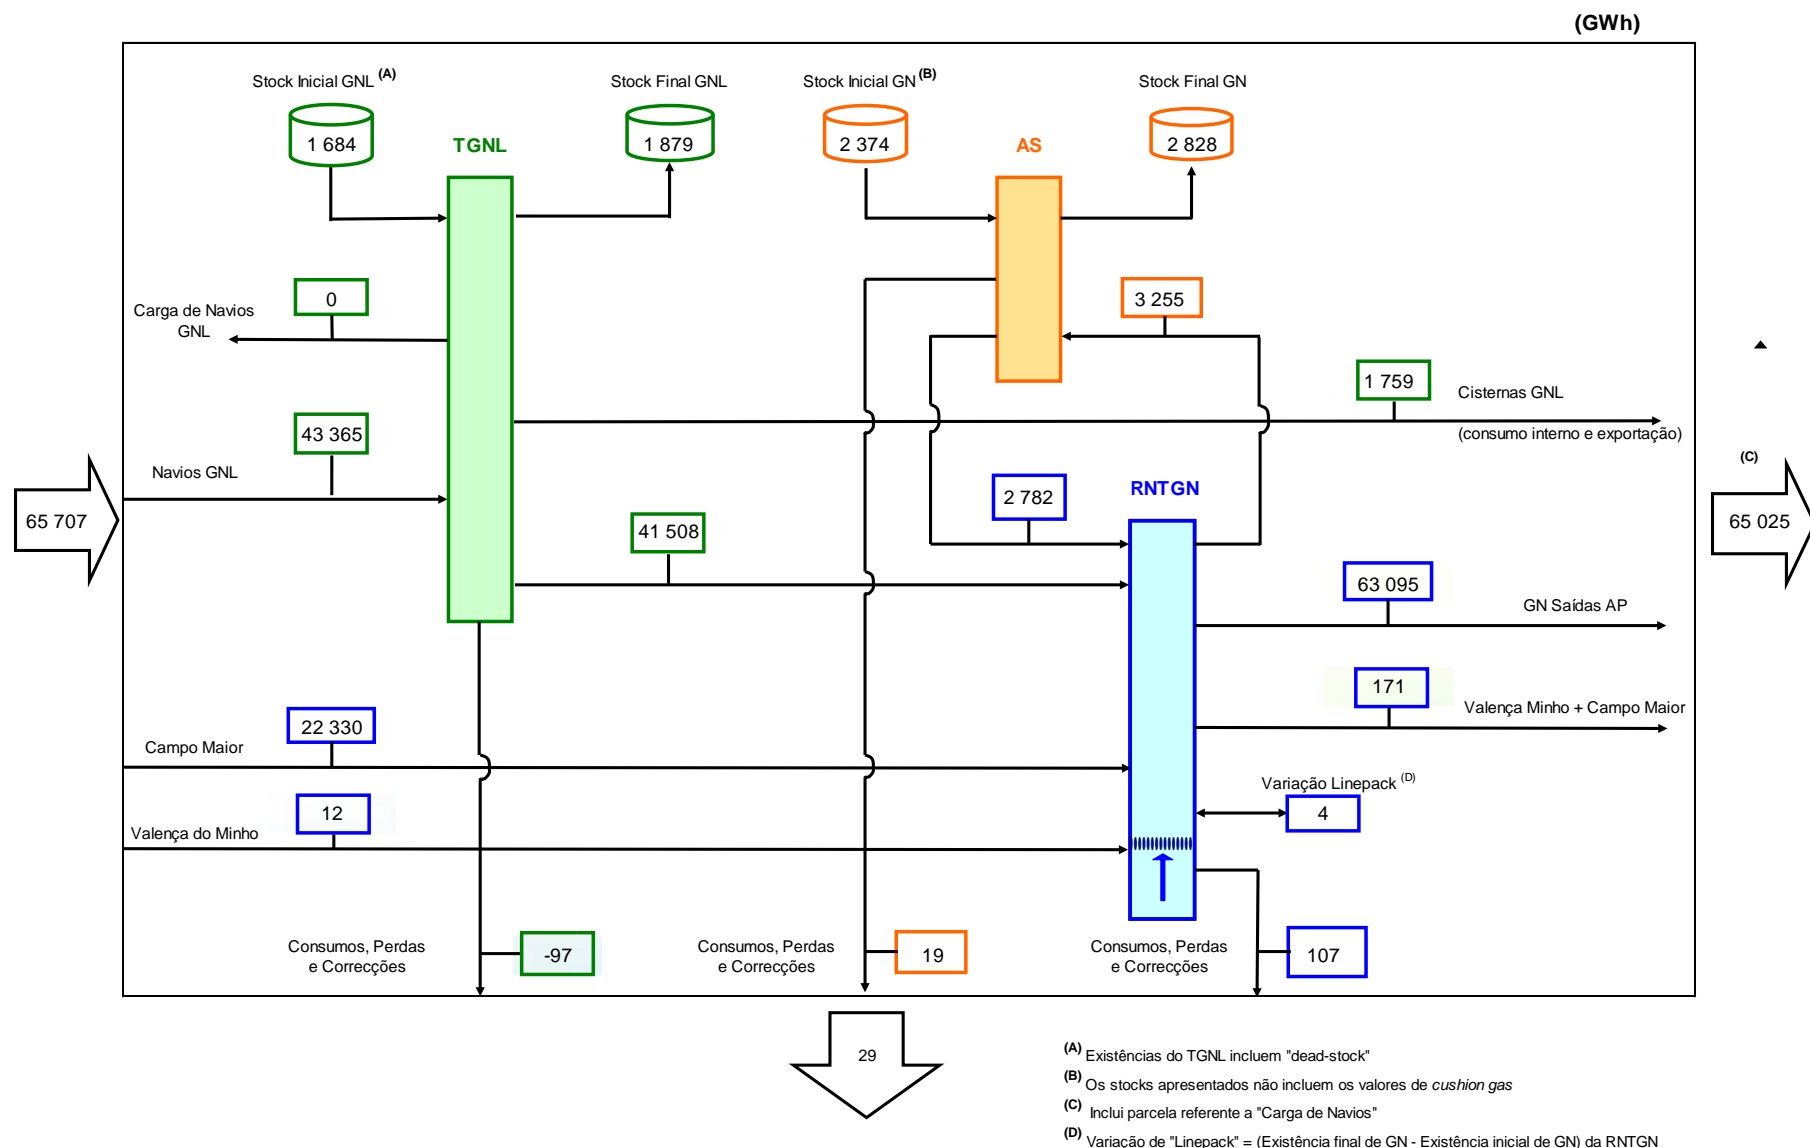 (GWh)
Stock Inicial GNL (A)
Stock Final GNL
Stock Inicial GN (B)
Stock Final GN
1 684
TGNL
1 879
2 374
AS
2 828
0
3 255
Carga de Navios
GNL
1 759
Cisternas GNL
(consumo interno e exportação)
43 365
Navios GNL
(C)
65 707
2 782
RNTGN
65 025
41 508
63 095
GN Saídas AP
171
Valença Minho + Campo Maior
22 330
Campo Maior
Variação Linepack (D)
12
4
Valença do Minho
Consumos, Perdas
e Correcções
-97
Consumos, Perdas
e Correcções
19
Consumos, Perdas
e Correcções
107
29
(A) Existências do TGNL incluem "dead-stock"
(B) Os stocks apresentados não incluem os valores de cushion gas
(C) Inclui parcela referente a "Carga de Navios"
(D) Variação de "Linepack" = (Existência final de GN - Existência inicial de GN) da RNTGN